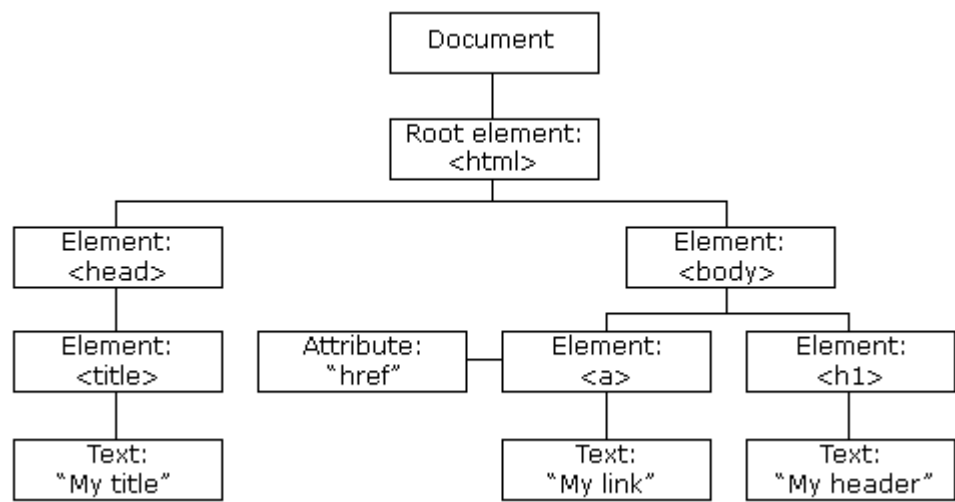 Document
Root element:
<html>
Element:
<head>
Element:
<body>
Element:
<title>
Attribute:
“href”
Element:
<a>
Element:
<h1>
Text:
“My title”
Text:
“My link”
Text:
“My header”